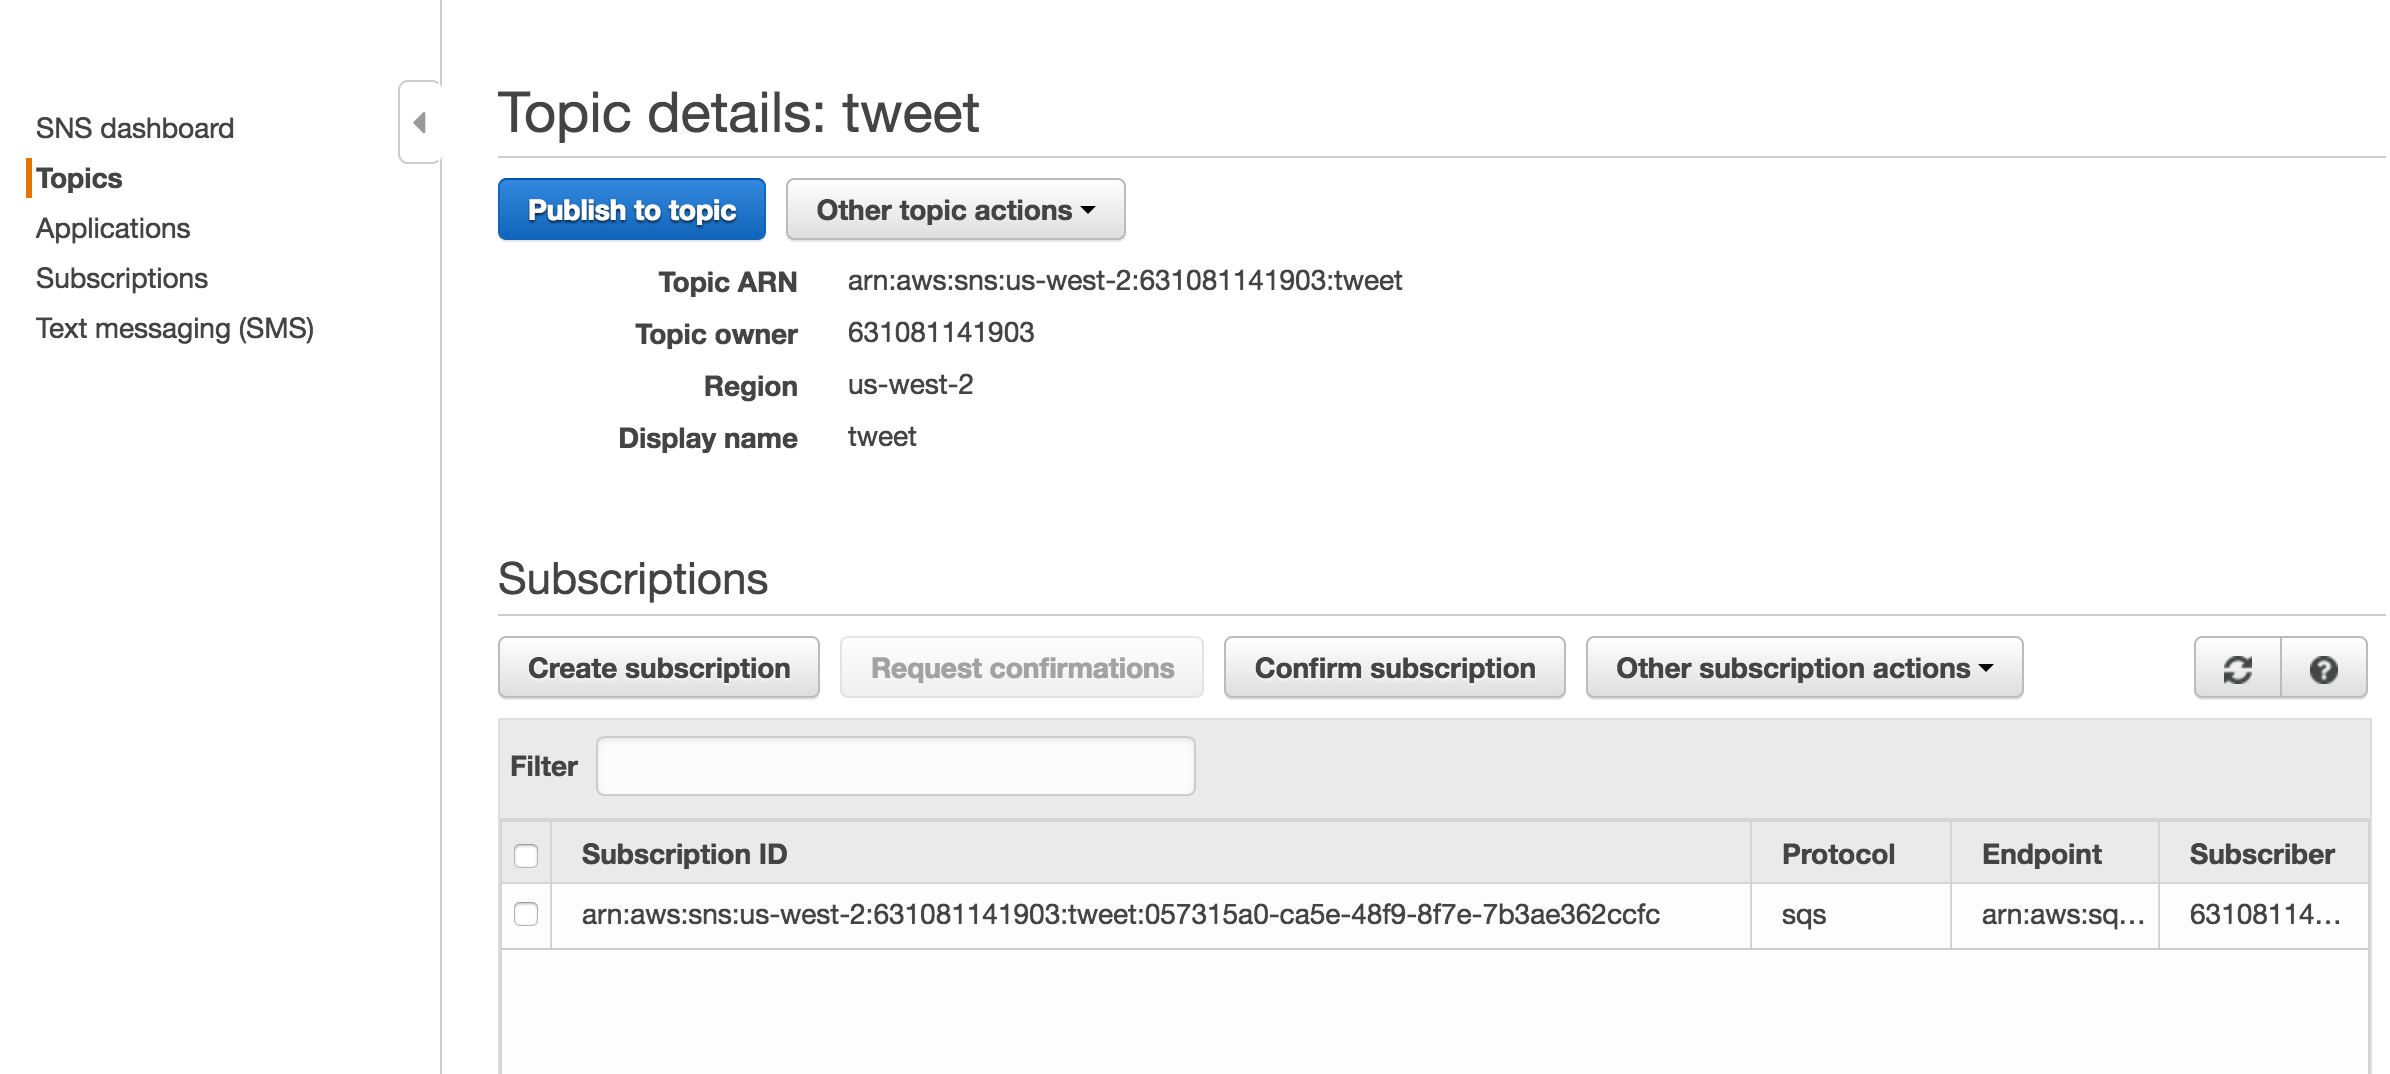 SNS dashboard
Topics
Applications
Subscriptions
Text messaging (SMS)
Topic details: tweet
Publish to topic
Other topic actions
Topic ARN arn:aws:sns:us-west-2:631081141903:tweet
Topic owner 631081141903
Region us-west-2
Display name tweet
Subscriptions
Create subscription Request confirmations Confirm subscription Other subscription actions
Filter
Subscription ID Protocol Endpoint Subscriber
arn:aws:sns:us-west-2:631081141903:tweet:057315a0-ca5e-48f9-8f7e-7b3ae362ccfc sqs arn:aws:sq... 63108114...